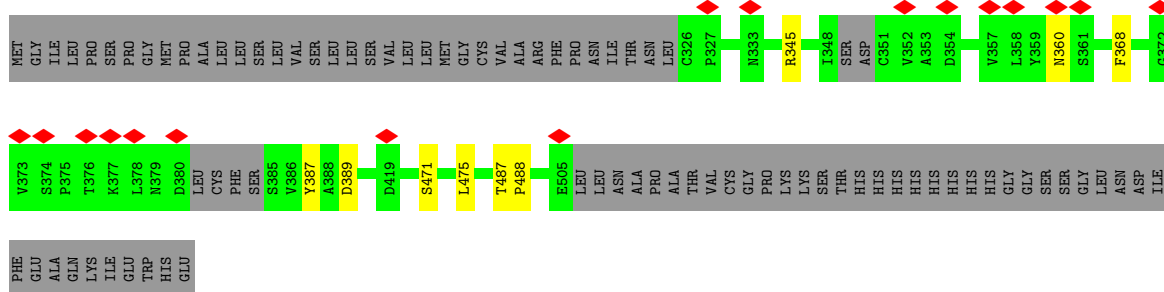 MET GLY ILE LEU PRO SER PRO GLY MET PRO ALA LEU LEU SER LEU VAL SER LEU LEU SER VAL LEU LEU MET GLY CYS VAL ALA ARG PHE PRO ASN ILE THR ASN LEU C326 P327 N333 R345 I348 SER ASP C351 V352 A353 D354 V357 L358 Y359 N360 S361 F368 G372
V373 S374 P375 T376 K377 L378 N379 D380 LEU CYS PHE SER S385 V386 Y387 A388 D389 D419 S471 L475 T487 P488 E505 LEU LEU ASN ALA PRO ALA THR VAL CYS GLY PRO LYS LYS SER THR HIS HIS HIS HIS HIS HIS HIS HIS GLY GLY SER SER GLY LEU ASN ASP ILE
PHE GLU ALA GLN LYS ILE GLU TRP HIS GLU